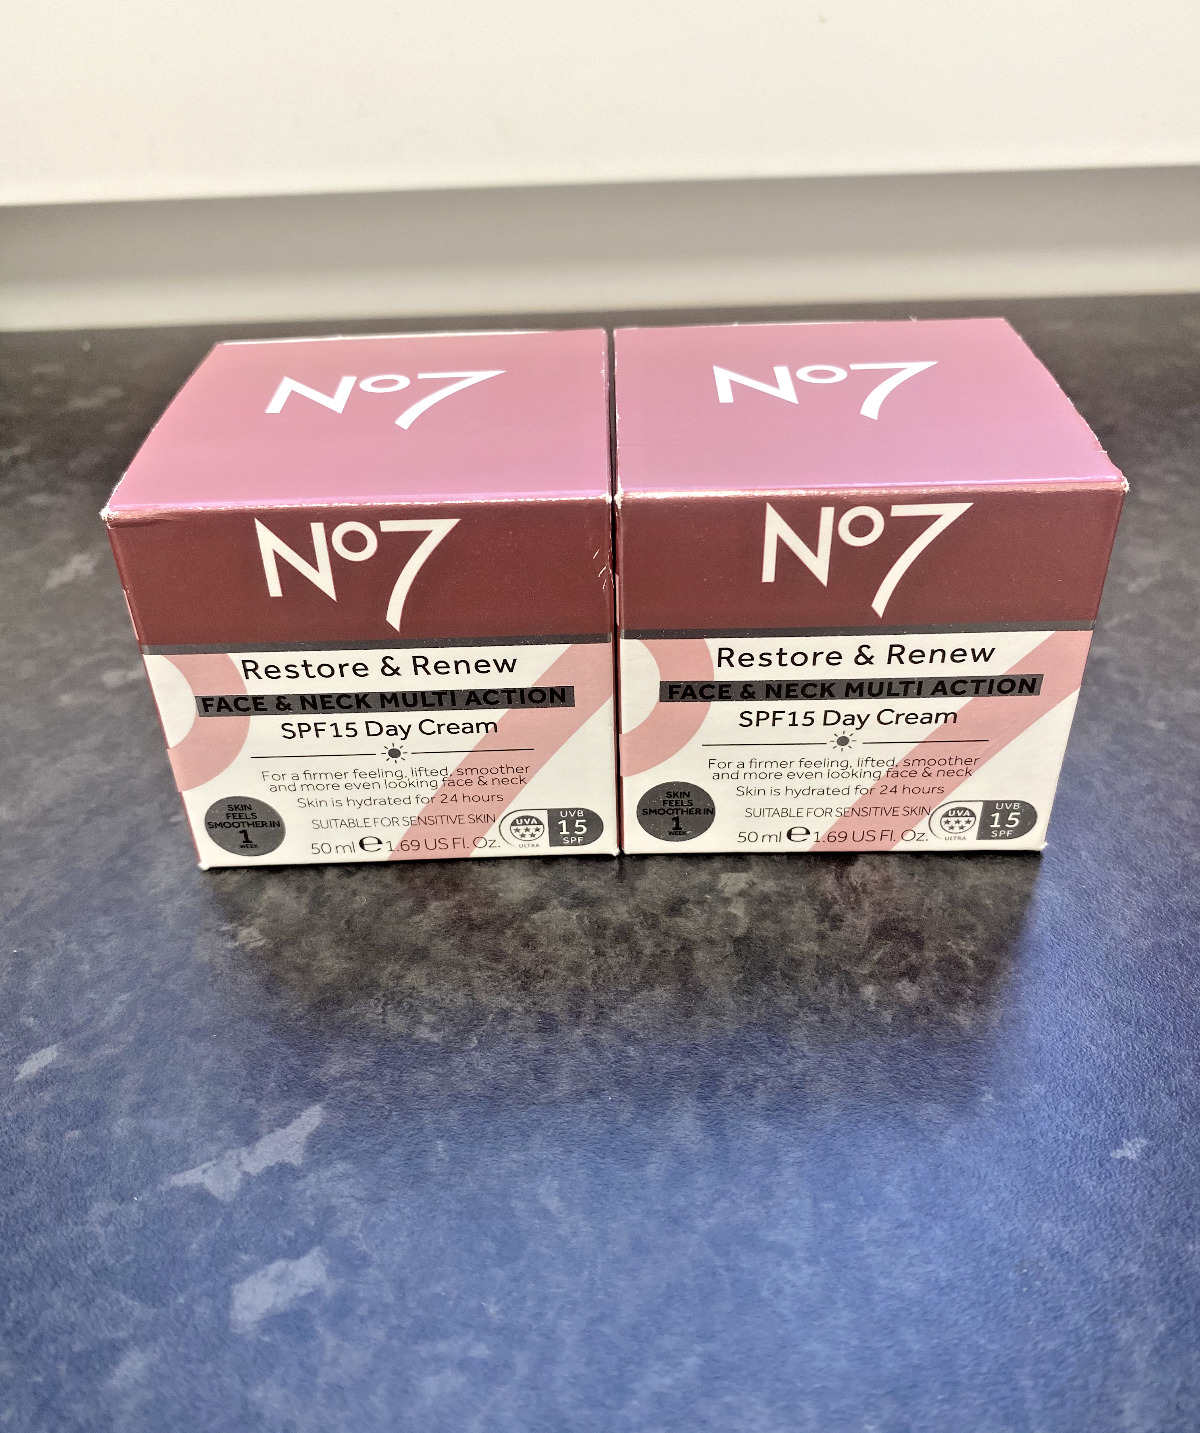 No7
No7
Restore & Renew
FACE & NECK MULTI ACTION
SPF15 Day Cream
For a firmer feeling, lifted, smoother
and more even looking face & neck
Skin is hydrated for 24 hours
SUITABLE FOR SENSITIVE SKIN
50 ml ℮ 1.69 US Fl. Oz.
SKIN
FEELS
SMOOTHER IN
1
WEEK
UVA
ULTRA
UVB
15
SPF
No7
No7
Restore & Renew
FACE & NECK MULTI ACTION
SPF15 Day Cream
For a firmer feeling, lifted, smoother
and more even looking face & neck
Skin is hydrated for 24 hours
SUITABLE FOR SENSITIVE SKIN
50 ml ℮ 1.69 US Fl. Oz.
SKIN
FEELS
SMOOTHER IN
1
WEEK
UVA
ULTRA
UVB
15
SPF